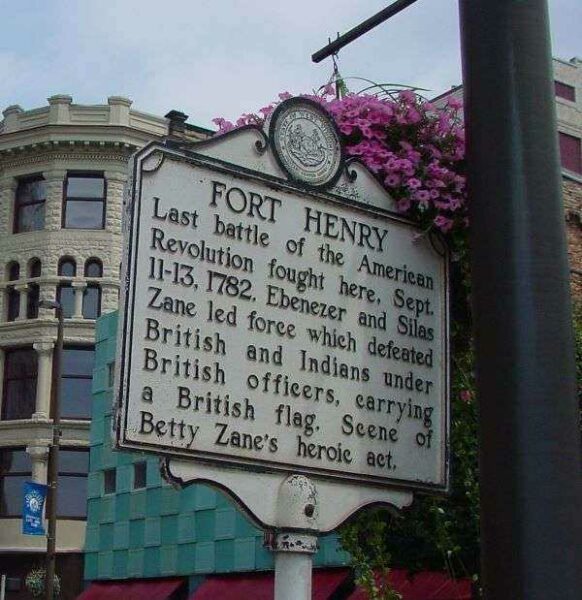 FORT HENRY
Last battle of the American
Revolution fought here, Sept.
11-13, 1782. Ebenezer and Silas
Zane led force which defeated
British and Indians under
British officers, carrying
a British flag. Scene of
Betty Zane's heroic act.